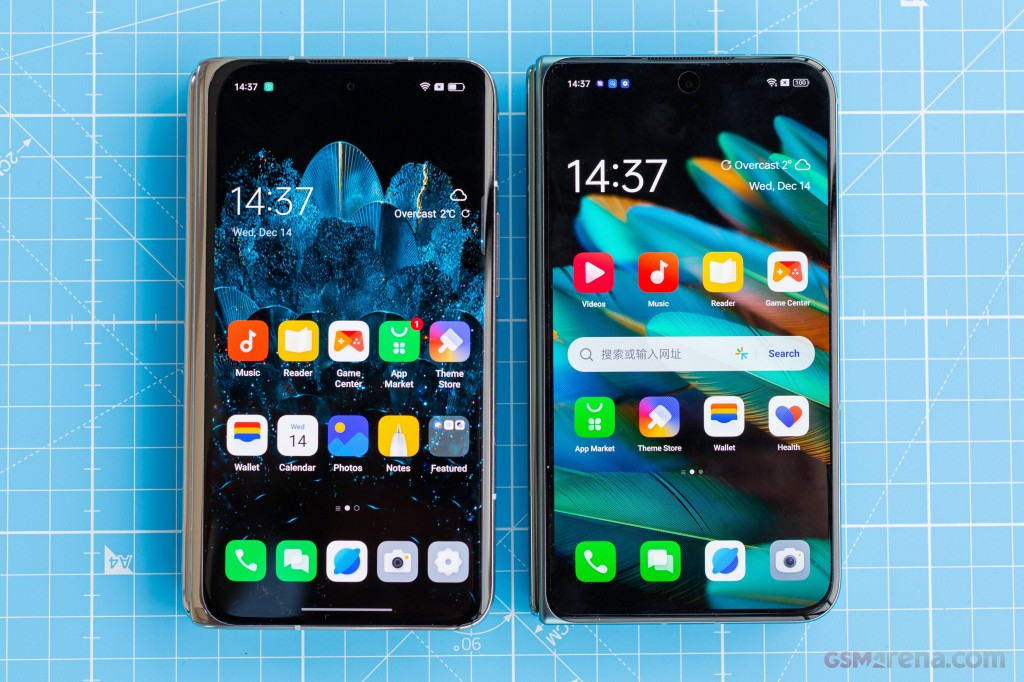 14:37
14:37
Overcast 2°C
Wed, Dec 14
Music
Reader
Game
Center
1
App
Market
Theme
Store
Wallet
Wed
14
Calendar
Photos
Notes
Featured
14:37
100
14:37
Overcast 2°
Wed, Dec 14
Videos
Music
Reader
Game Center
搜索或输入网址
Search
App Market
Theme Store
Wallet
Health
A4
90°
CM
GSMarena.com